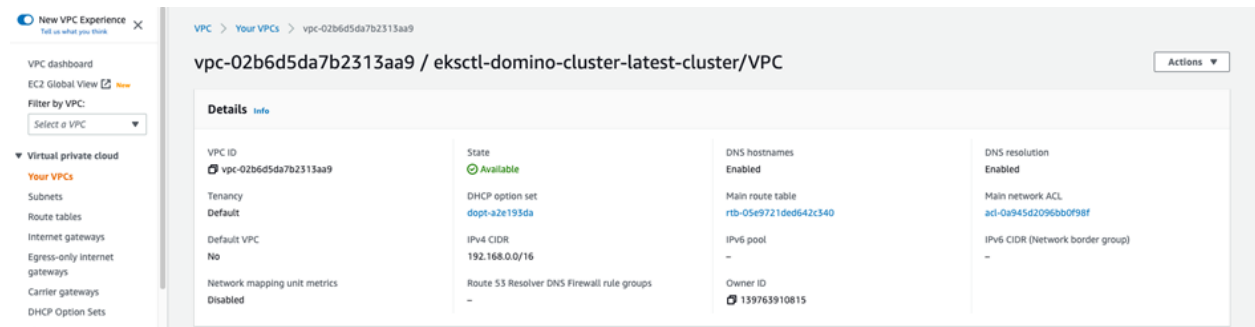 New VPC Experience
Tell us what you think
VPC dashboard
EC2 Global View New
Filter by VPC:
Select a VPC
Virtual private cloud
Your VPCs
Subnets
Route tables
Internet gateways
Egress-only internet
gateways
Carrier gateways
DHCP Option Sets
VPC > Your VPCs > vpc-02b6d5da7b2313aa9
vpc-02b6d5da7b2313aa9 / eksctl-domino-cluster-latest-cluster/VPC
Actions
Details Info
VPC ID
vpc-02b6d5da7b2313aa9
State
Available
DNS hostnames
Enabled
DNS resolution
Enabled
Tenancy
Default
DHCP option set
dopt-a2e193da
Main route table
rtb-05e9721ded642c340
Main network ACL
acl-0a945d2096bb0f98f
Default VPC
No
IPv4 CIDR
192.168.0.0/16
IPv6 pool
–
IPv6 CIDR (Network border group)
–
Network mapping unit metrics
Disabled
Route 53 Resolver DNS Firewall rule groups
–
Owner ID
139763910815